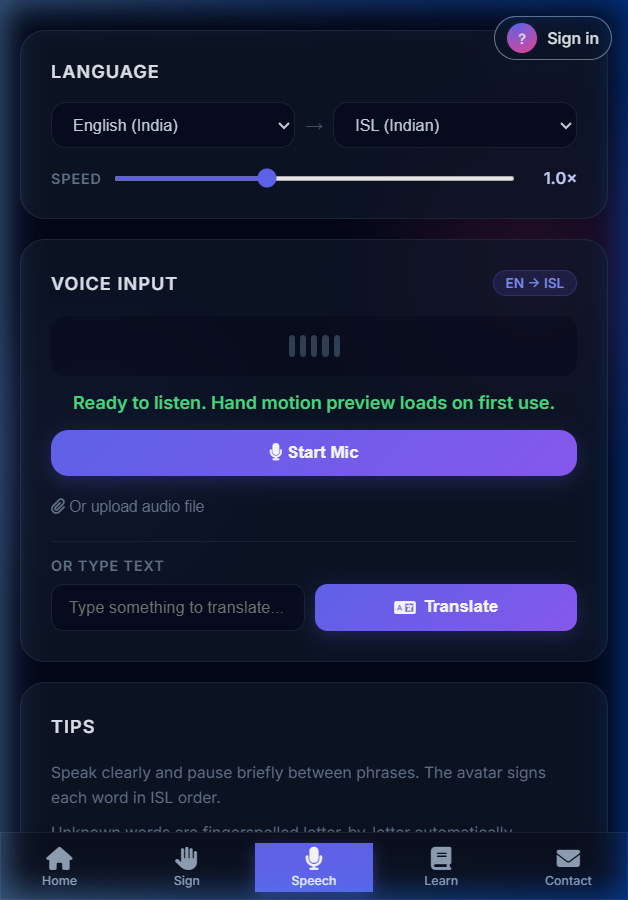 ? Sign in
LANGUAGE
English (India) → ISL (Indian)
SPEED 1.0×
VOICE INPUT EN → ISL
Ready to listen. Hand motion preview loads on first use.
Start Mic
Or upload audio file
OR TYPE TEXT
Type something to translate... Translate
TIPS
Speak clearly and pause briefly between phrases. The avatar signs
each word in ISL order.
Unknown words are fingerspelled letter-by-letter automatically.
Home Sign Speech Learn Contact